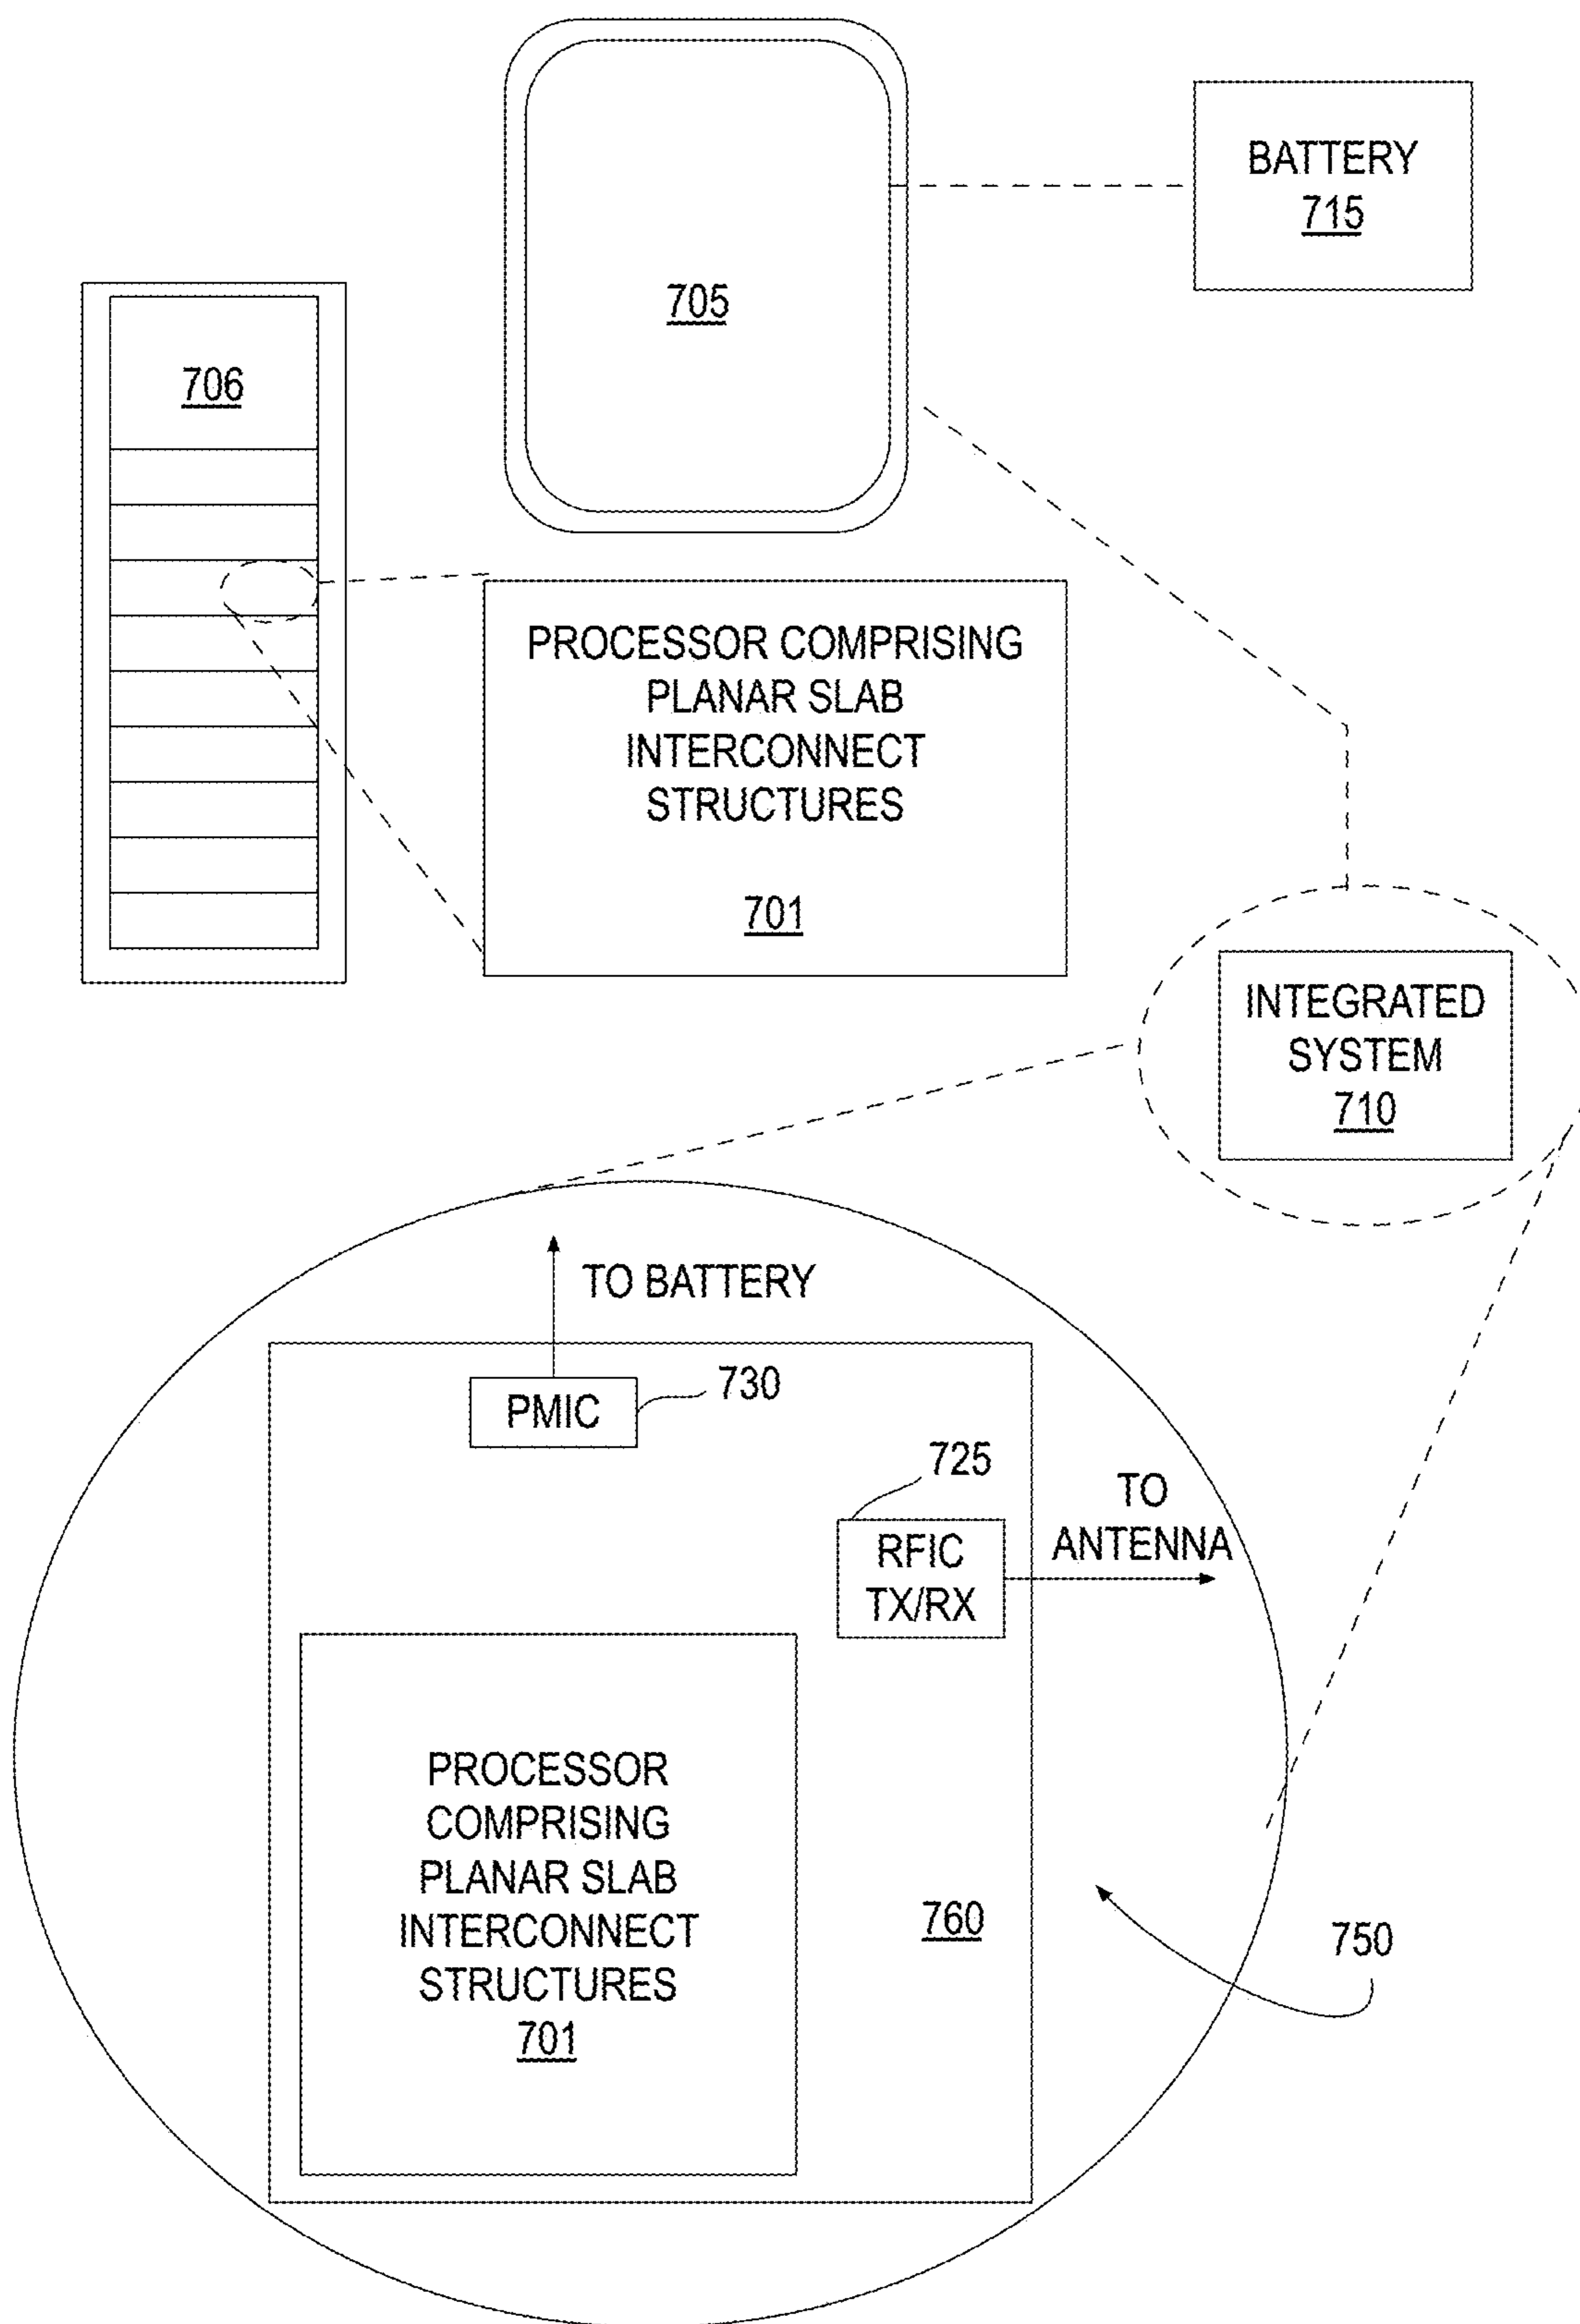 BATTERY
715
705
706
PROCESSOR COMPRISING
PLANAR SLAB
INTERCONNECT
STRUCTURES
701
INTEGRATED
SYSTEM
710
TO BATTERY
PMIC
730
725
RFIC
TX/RX
TO
ANTENNA
PROCESSOR
COMPRISING
PLANAR SLAB
INTERCONNECT
STRUCTURES
701
760
750